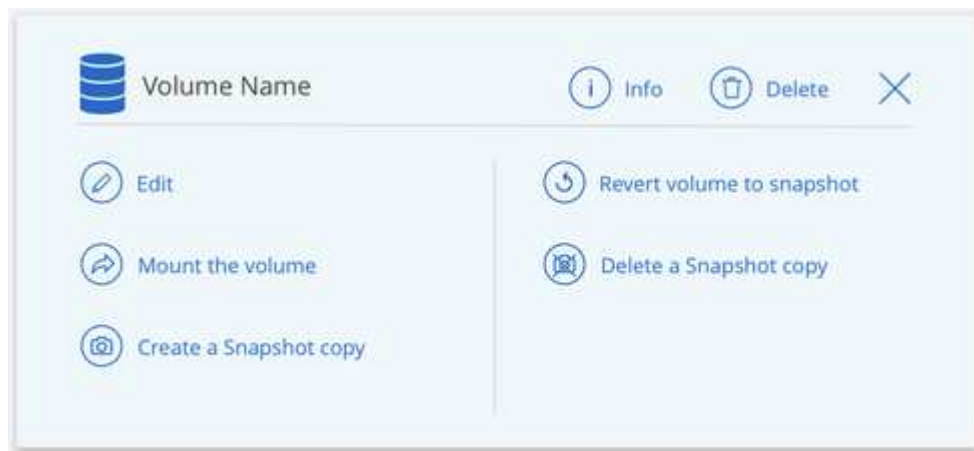 Volume Name
Info
Delete
Edit
Mount the volume
Create a Snapshot copy
Revert volume to snapshot
Delete a Snapshot copy